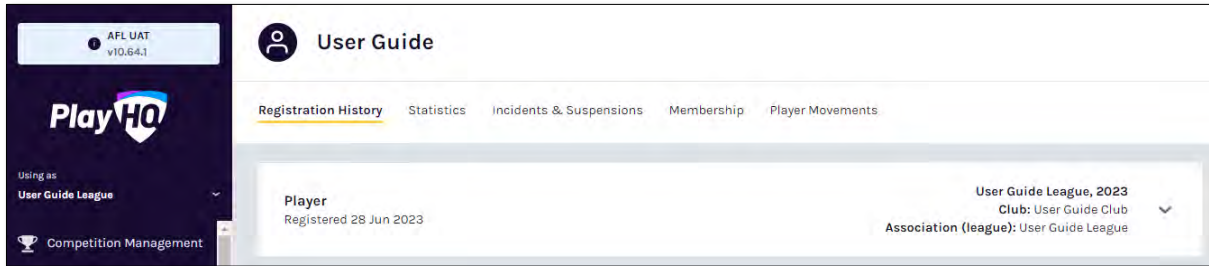 AFL UAT
v10.64.1
PlayHQ
Using as
User Guide League
Competition Management
User Guide
Registration History Statistics Incidents & Suspensions Membership Player Movements
Player
Registered 28 Jun 2023
User Guide League, 2023
Club: User Guide Club
Association (league): User Guide League